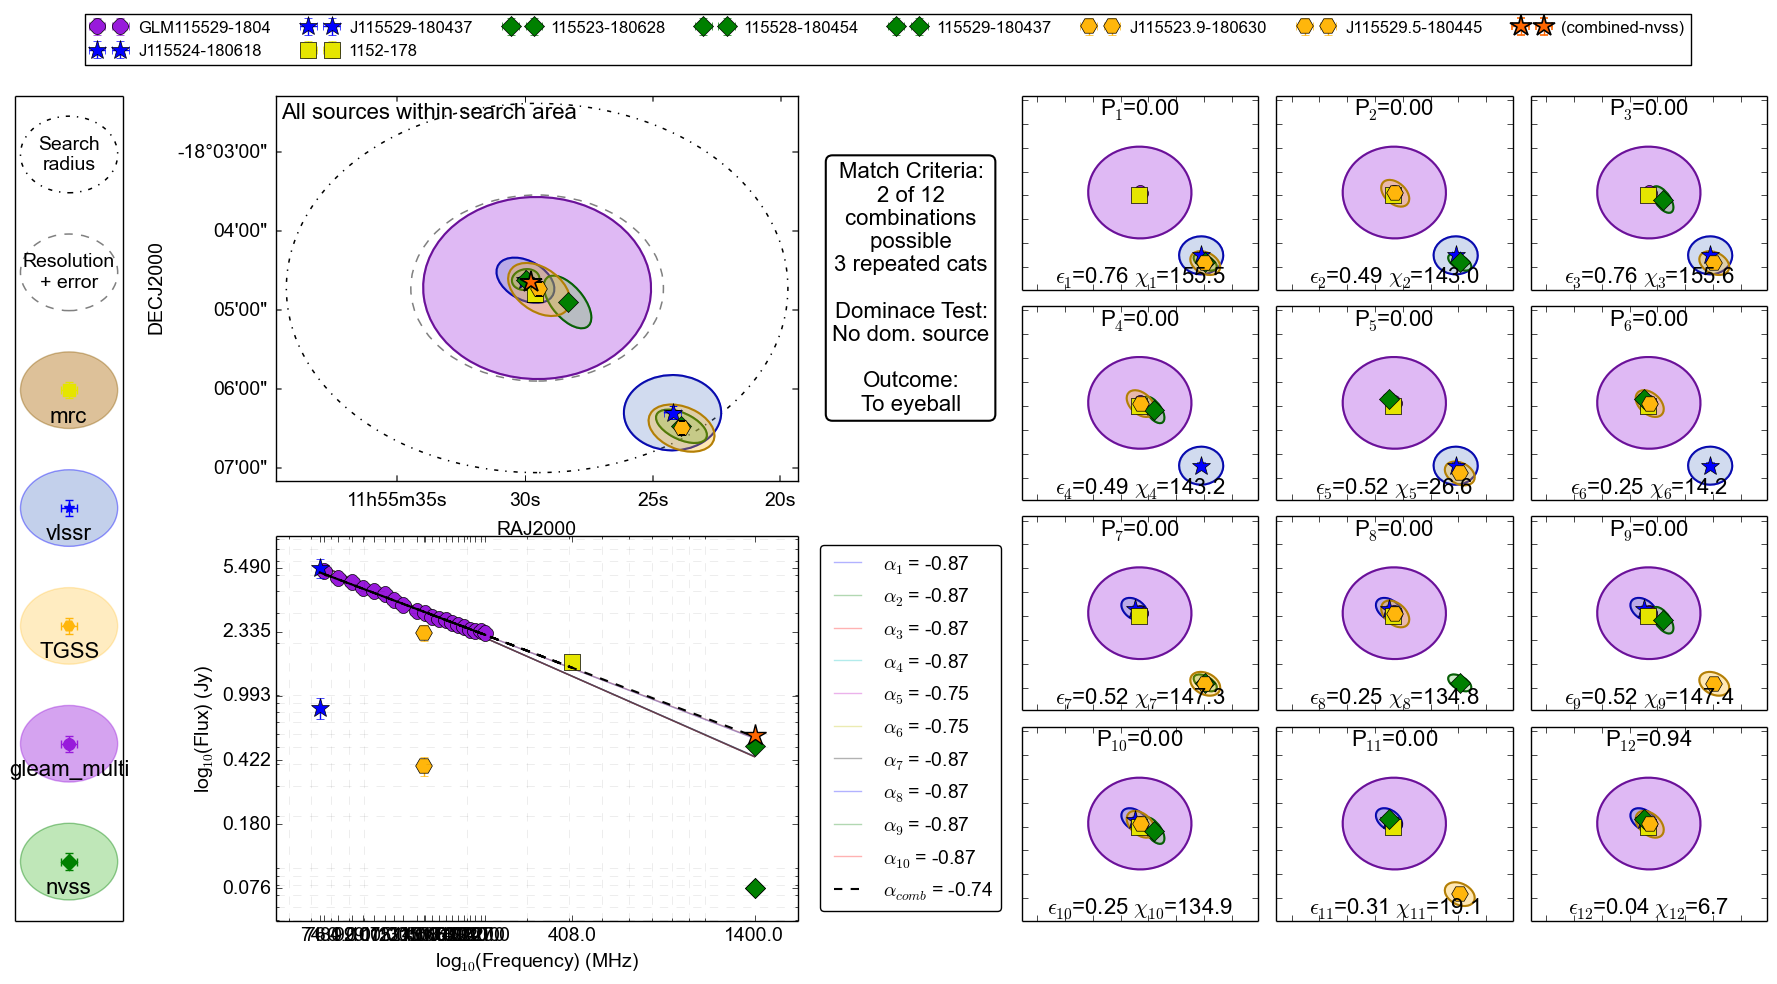 GLM115529-1804 J115529-180437 115523-180628 115528-180454 115529-180437 J115523.9-180630 J115529.5-180445 (combined-nvss)
J115524-180618 1152-178
Search
radius
Resolution
+ error
mrc
vlssr
TGSS
gleam_multi
nvss
All sources within search area
DECJ2000
-18°03'00"
04'00"
05'00"
06'00"
07'00"
11h55m35s 30s 25s 20s
RAJ2000
Match Criteria:
2 of 12
combinations
possible
3 repeated cats
Dominace Test:
No dom. source
Outcome:
To eyeball
log10(Flux) (Jy)
5.490
2.335
0.993
0.422
0.180
0.076
408.0 1400.0
log10(Frequency) (MHz)
α1 = -0.87
α2 = -0.87
α3 = -0.87
α4 = -0.87
α5 = -0.75
α6 = -0.75
α7 = -0.87
α8 = -0.87
α9 = -0.87
α10 = -0.87
αcomb = -0.74
P1=0.00
ϵ1=0.76 χ1=155.5
P2=0.00
ϵ2=0.49 χ2=143.0
P3=0.00
ϵ3=0.76 χ3=155.6
P4=0.00
ϵ4=0.49 χ4=143.2
P5=0.00
ϵ5=0.52 χ5=26.6
P6=0.00
ϵ6=0.25 χ6=14.2
P7=0.00
ϵ7=0.52 χ7=147.3
P8=0.00
ϵ8=0.25 χ8=134.8
P9=0.00
ϵ9=0.52 χ9=147.4
P10=0.00
ϵ10=0.25 χ10=134.9
P11=0.00
ϵ11=0.31 χ11=19.1
P12=0.94
ϵ12=0.04 χ12=6.7